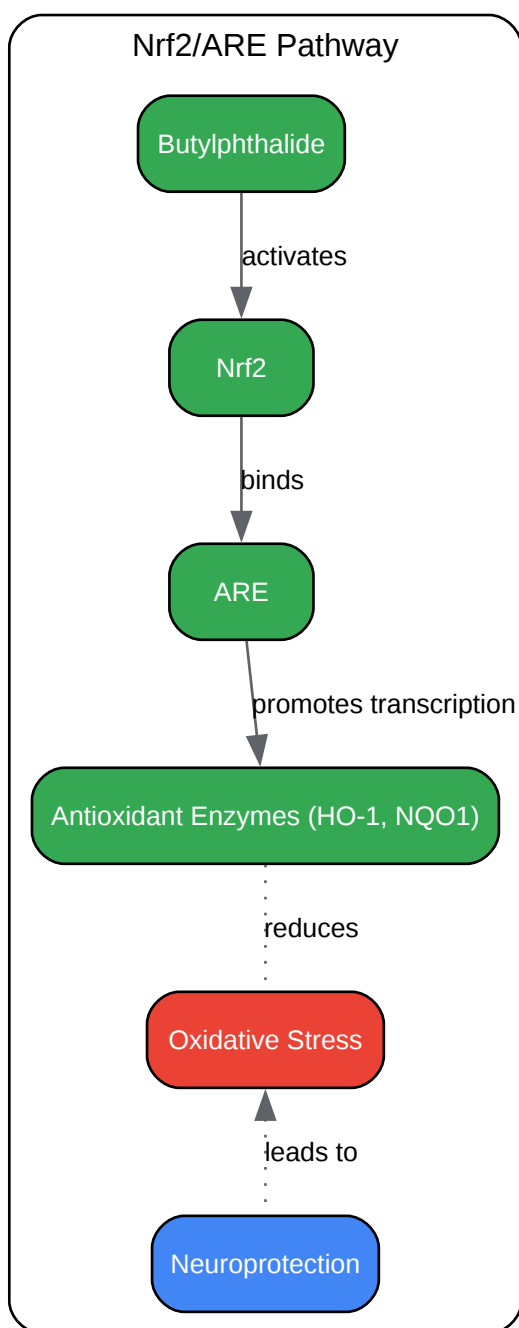 Nrf2/ARE Pathway
Butylphthalide
activates
Nrf2
binds
ARE
promotes transcription
Antioxidant Enzymes (HO-1, NQO1)
reduces
Oxidative Stress
leads to
Neuroprotection